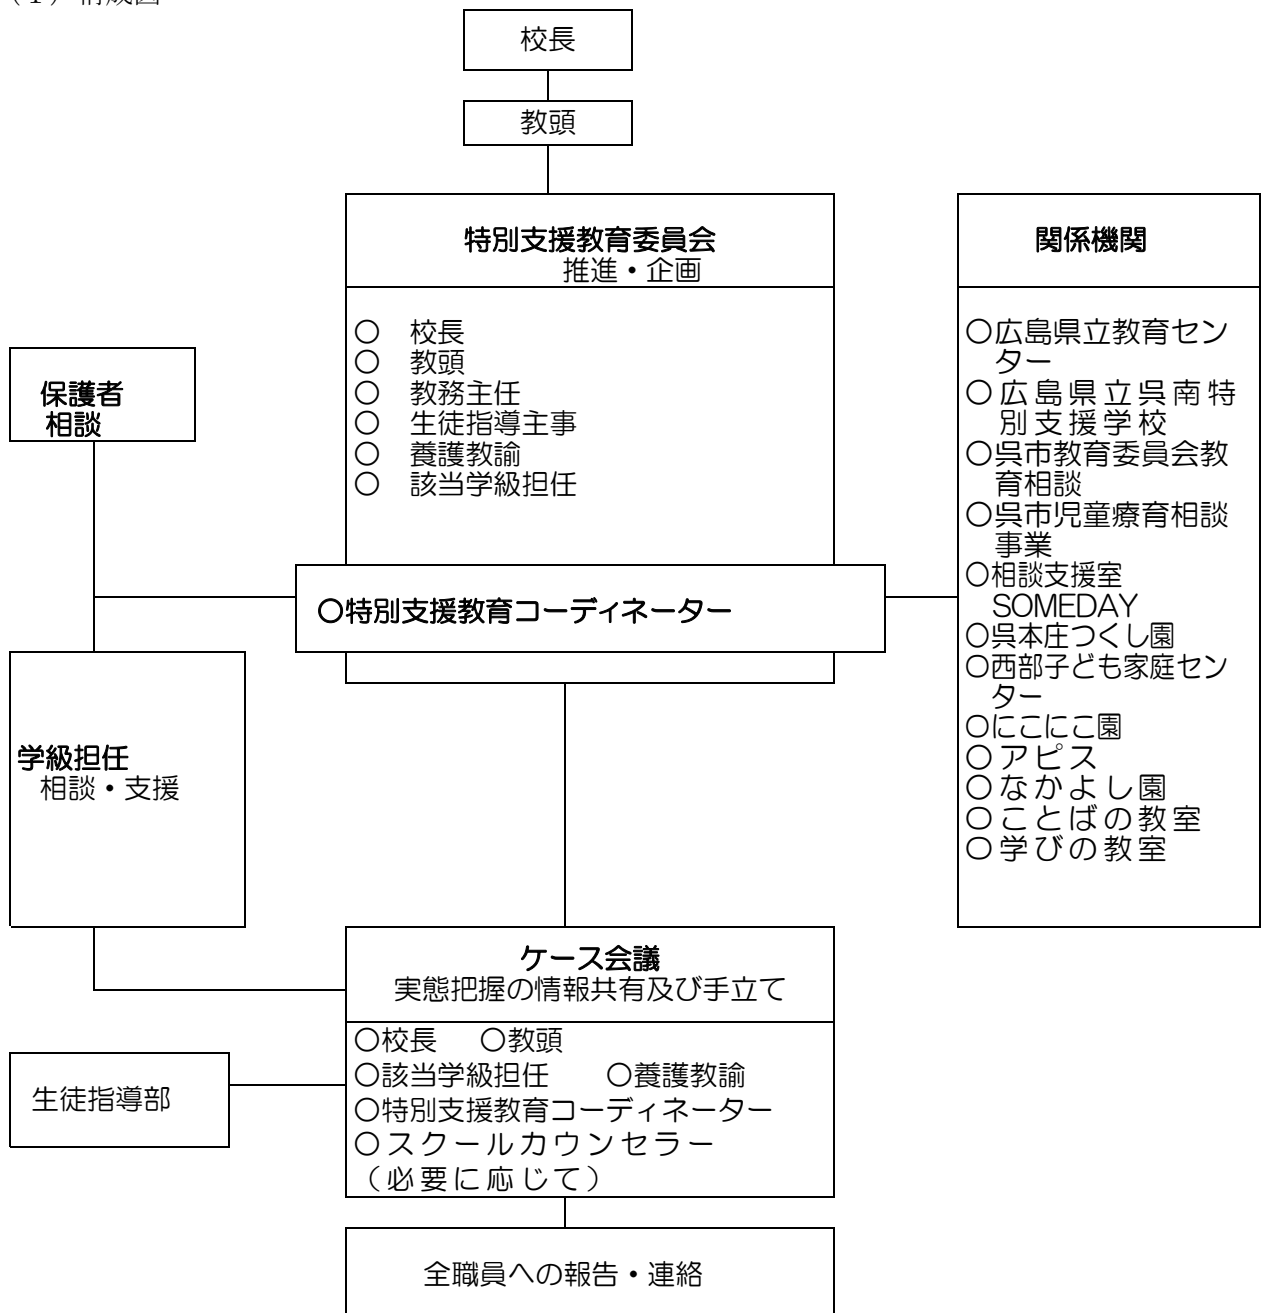 校長
教頭
特別支援教育委員会
推進・企画
○ 校長
○ 教頭
○ 教務主任
○ 生徒指導主事
○ 養護教諭
○ 該当学級担任
○特別支援教育コーディネーター
関係機関
○広島県立教育セン
ター
○広島県立呉南特
別支援学校
○呉市教育委員会教
育相談
○呉市児童療育相談
事業
○相談支援室
SOMEDAY
○呉本庄つくし園
○西部子ども家庭セン
ター
○にこにこ園
○アピス
○なかよし園
○ことばの教室
○学びの教室
保護者
相談
学級担任
相談・支援
ケース会議
実態把握の情報共有及び手立て
○校長 ○教頭
○該当学級担任 ○養護教諭
○特別支援教育コーディネーター
○スクールカウンセラー
（必要に応じて）
生徒指導部
全職員への報告・連絡